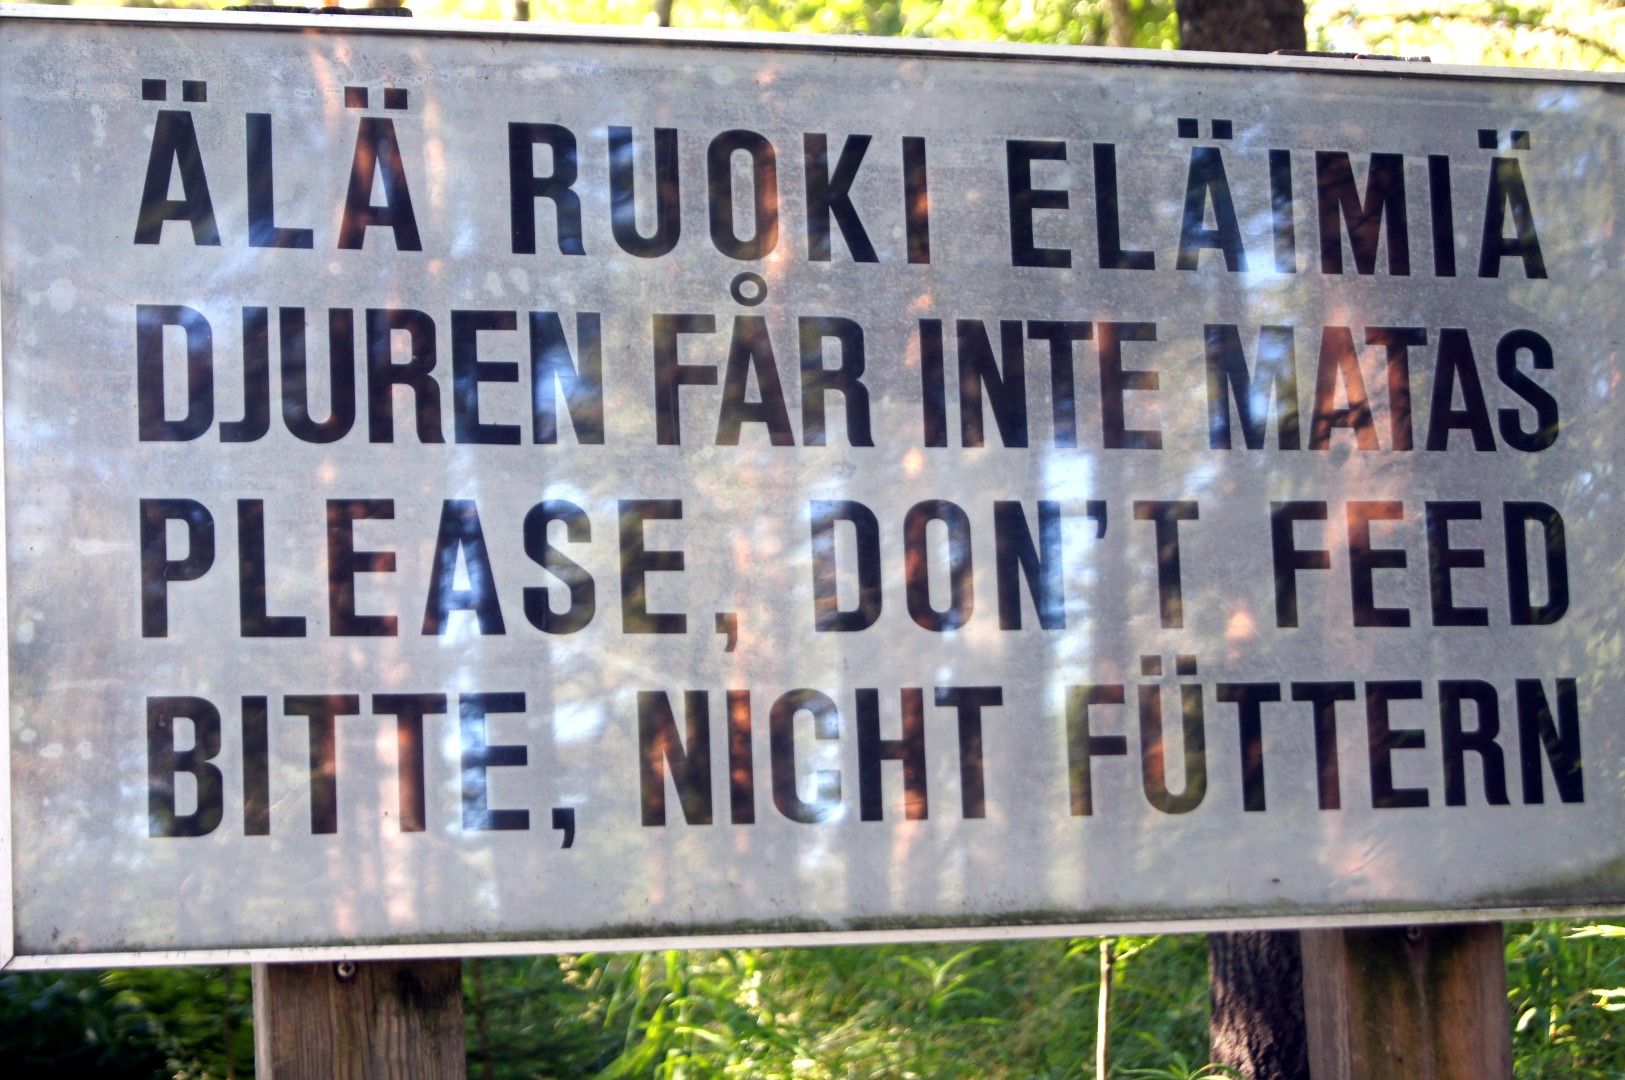 ÄLÄ RUOKI ELÄIMIÄ
DJUREN FÅR INTE MATAS
PLEASE, DON'T FEED
BITTE, NICHT FÜTTERN